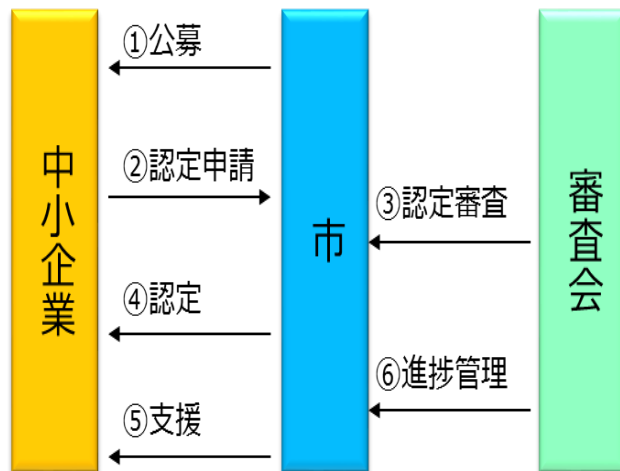 ①公募
②認定申請
③認定審査
④認定
⑤支援
⑥進捗管理
中小企業
市
審査会